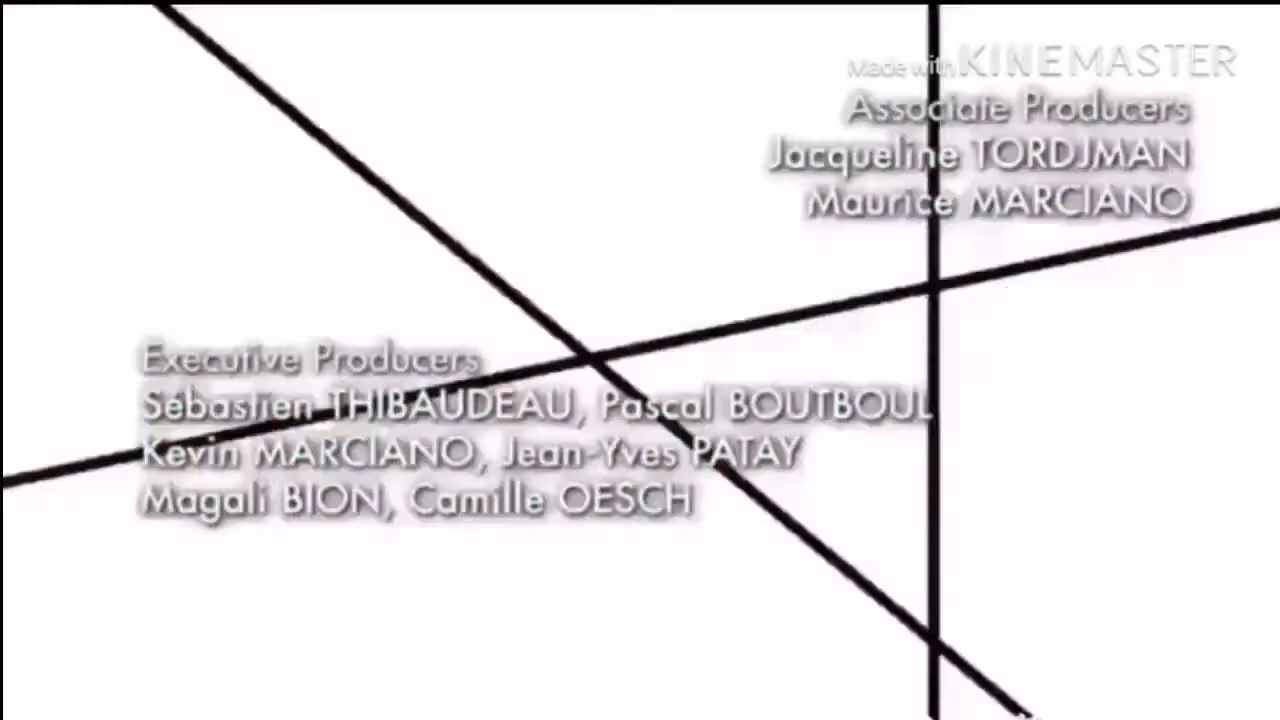 Made with KINEMASTER
Associate Producers
Jacqueline TORDJMAN
Maurice MARCIANO
Executive Producers
Sébastien THIBAUDEAU, Pascal BOUTBOUL
Kevin MARCIANO, Jean-Yves PATAY
Magali BION, Camille OESCH